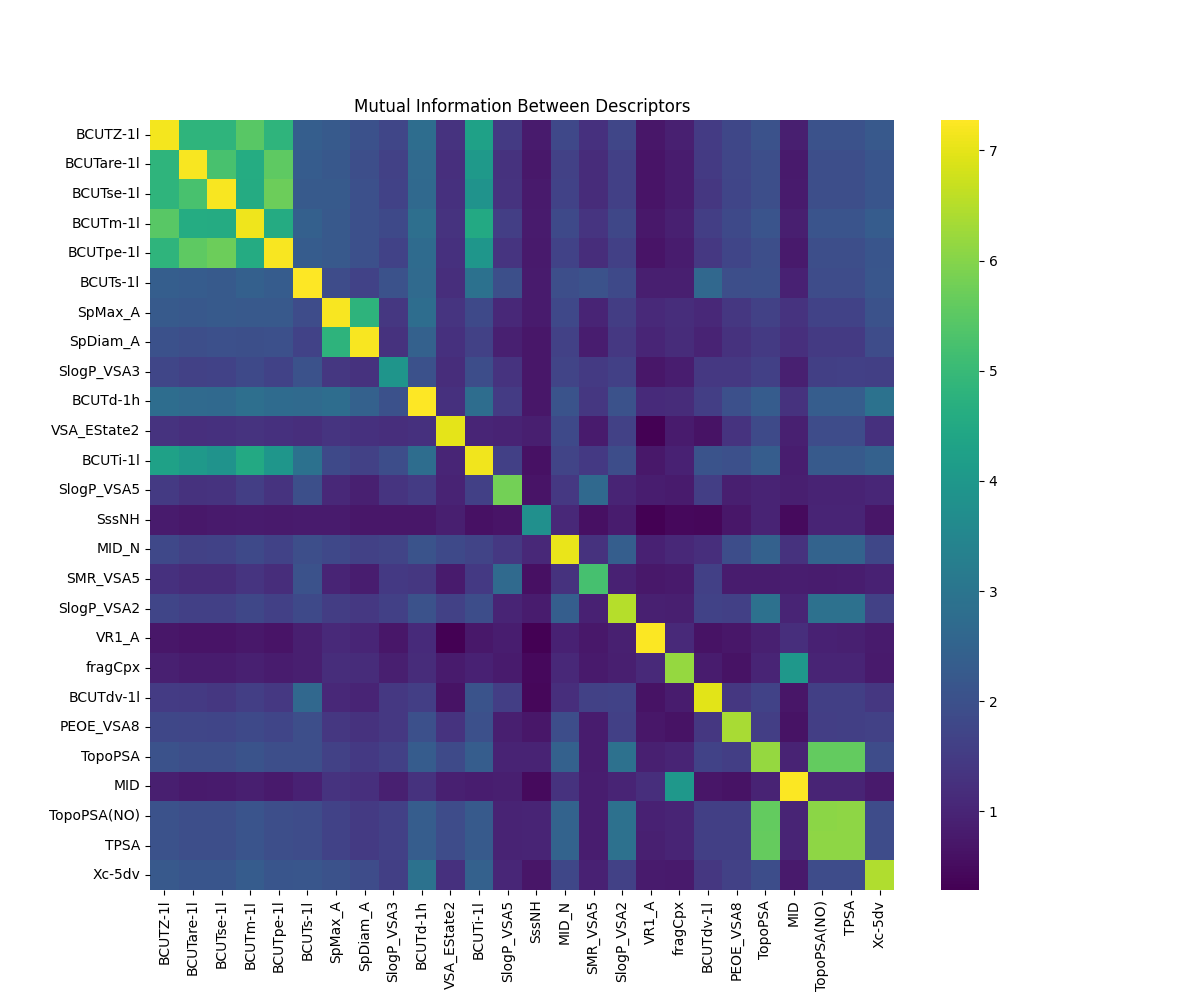 Mutual Information Between Descriptors
BCUTZ-1l
BCUTare-1l
BCUTse-1l
BCUTm-1l
BCUTpe-1l
BCUTs-1l
SpMax_A
SpDiam_A
SlogP_VSA3
BCUTd-1h
VSA_EState2
BCUTi-1l
SlogP_VSA5
SssNH
MID_N
SMR_VSA5
SlogP_VSA2
VR1_A
fragCpx
BCUTdv-1l
PEOE_VSA8
TopoPSA
MID
TopoPSA(NO)
TPSA
Xc-5dv
BCUTZ-1l
BCUTare-1l
BCUTse-1l
BCUTm-1l
BCUTpe-1l
BCUTs-1l
SpMax_A
SpDiam_A
SlogP_VSA3
BCUTd-1h
VSA_EState2
BCUTi-1l
SlogP_VSA5
SssNH
MID_N
SMR_VSA5
SlogP_VSA2
VR1_A
fragCpx
BCUTdv-1l
PEOE_VSA8
TopoPSA
MID
TopoPSA(NO)
TPSA
Xc-5dv
7
6
5
4
3
2
1